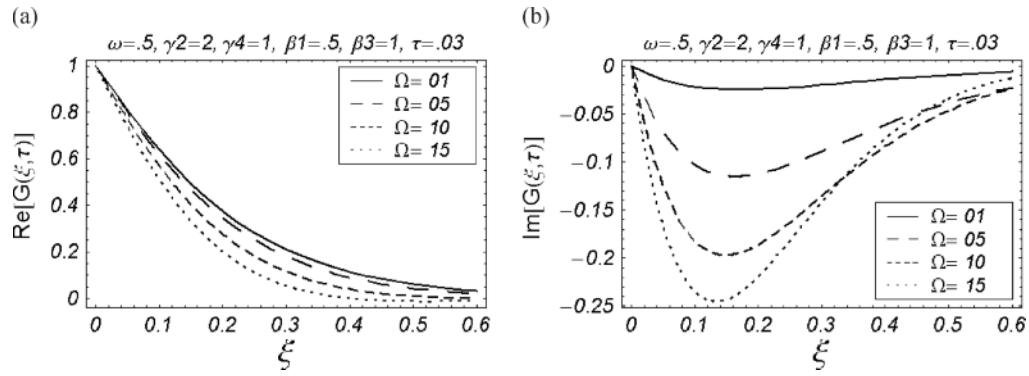 (a)
ω=.5, γ2=2, γ4=1, β1=.5, β3=1, τ=.03
Re[G(ξ,τ)]
1
0.8
0.6
0.4
0.2
0
Ω= 01
Ω= 05
Ω= 10
Ω= 15
0 0.1 0.2 0.3 0.4 0.5 0.6
ξ
(b)
ω=.5, γ2=2, γ4=1, β1=.5, β3=1, τ=.03
Im[G(ξ,τ)]
0
−0.05
−0.1
−0.15
−0.2
−0.25
Ω= 01
Ω= 05
Ω= 10
Ω= 15
0 0.1 0.2 0.3 0.4 0.5 0.6
ξ